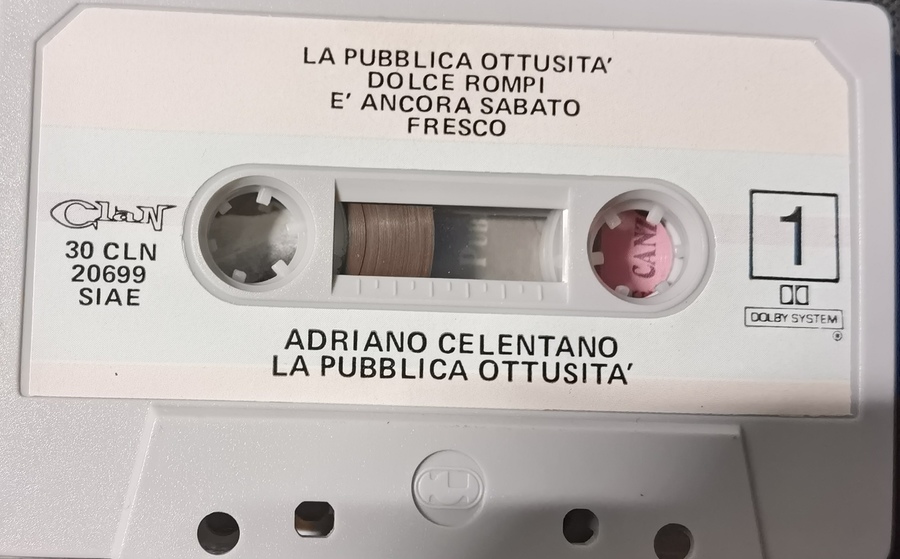 LA PUBBLICA OTTUSITA'
DOLCE ROMPI
E' ANCORA SABATO
FRESCO
Clan
30 CLN
20699
SIAE
1
DOLBY SYSTEM
®
ADRIANO CELENTANO
LA PUBBLICA OTTUSITA'